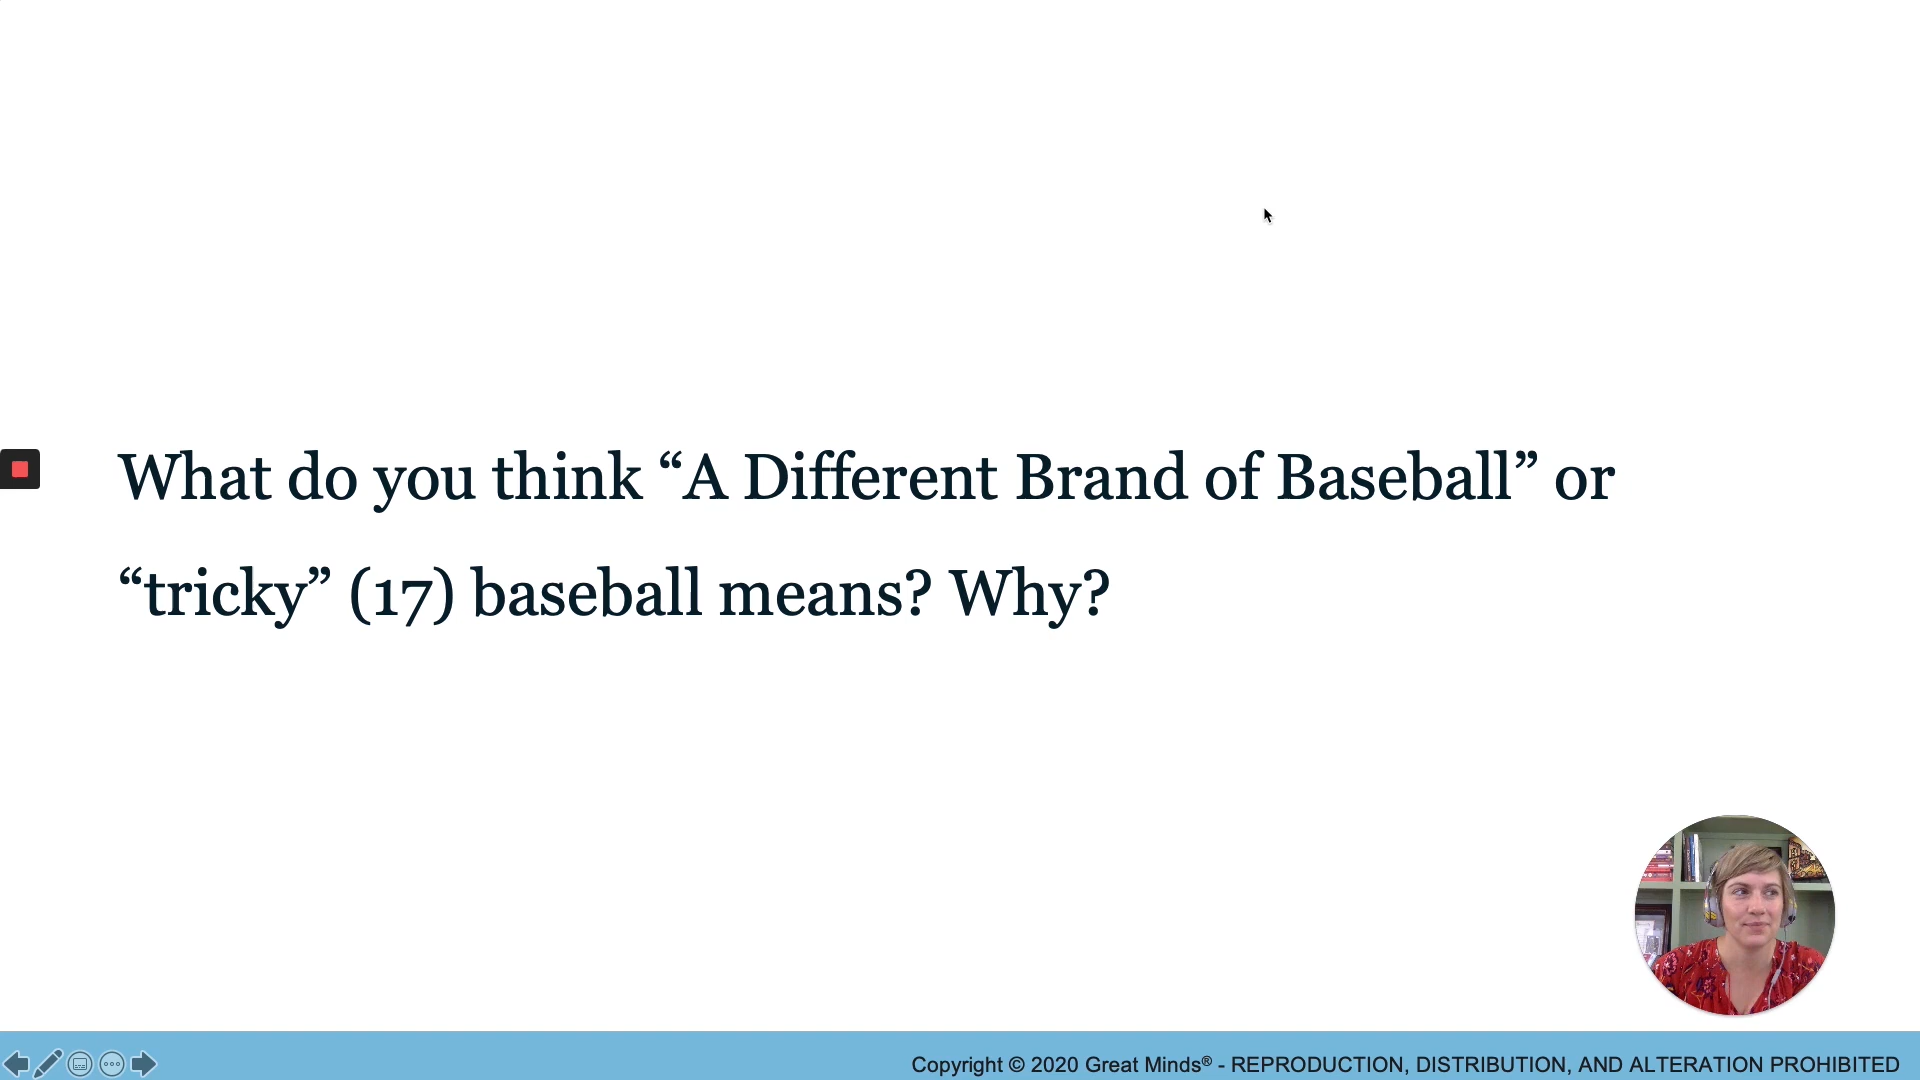 What do you think “A Different Brand of Baseball” or
“tricky” (17) baseball means? Why?
Copyright © 2020 Great Minds® - REPRODUCTION, DISTRIBUTION, AND ALTERATION PROHIBITED